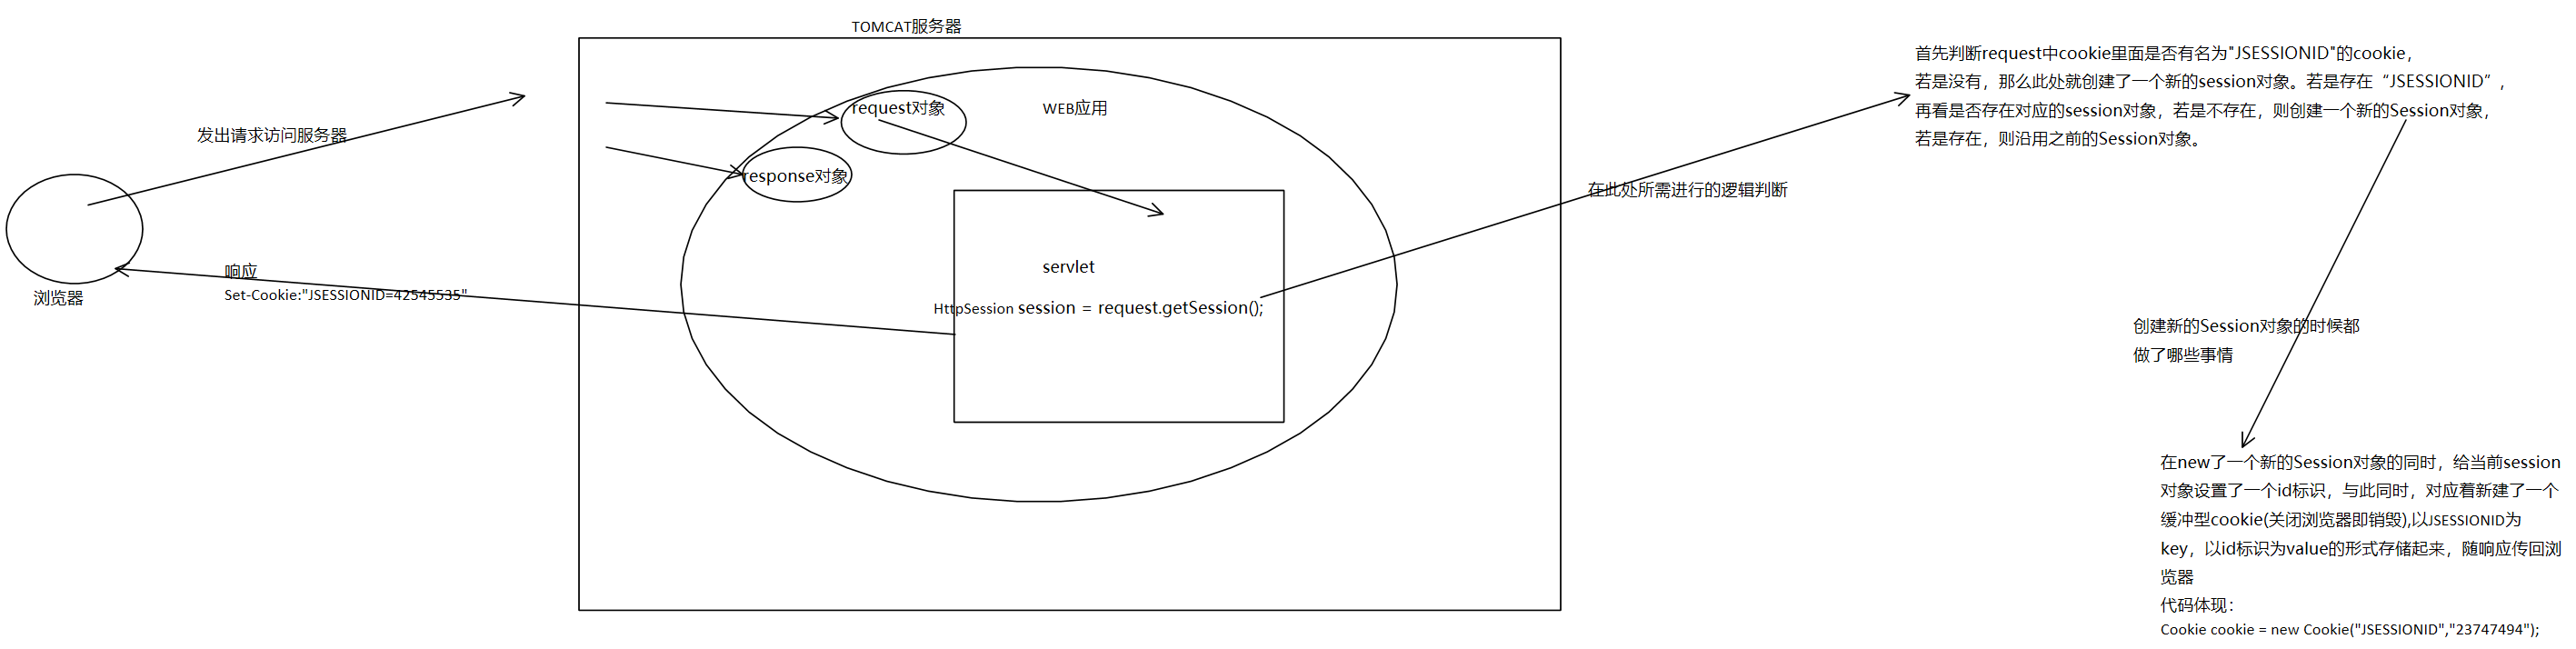 TOMCAT服务器
首先判断request中cookie里面是否有名为"JSESSIONID"的cookie，
若是没有，那么此处就创建了一个新的session对象。若是存在“JSESSIONID”，
再看是否存在对应的session对象，若是不存在，则创建一个新的Session对象，
若是存在，则沿用之前的Session对象。
request对象
WEB应用
发出请求访问服务器
response对象
在此处所需进行的逻辑判断
servlet
响应
Set-Cookie:"JSESSIONID=42545535"
浏览器
HttpSession session = request.getSession();
创建新的Session对象的时候都
做了哪些事情
在new了一个新的Session对象的同时，给当前session
对象设置了一个id标识，与此同时，对应着新建了一个
缓冲型cookie(关闭浏览器即销毁),以JSESSIONID为
key，以id标识为value的形式存储起来，随响应传回浏
览器
代码体现：
Cookie cookie = new Cookie("JSESSIONID","23747494");